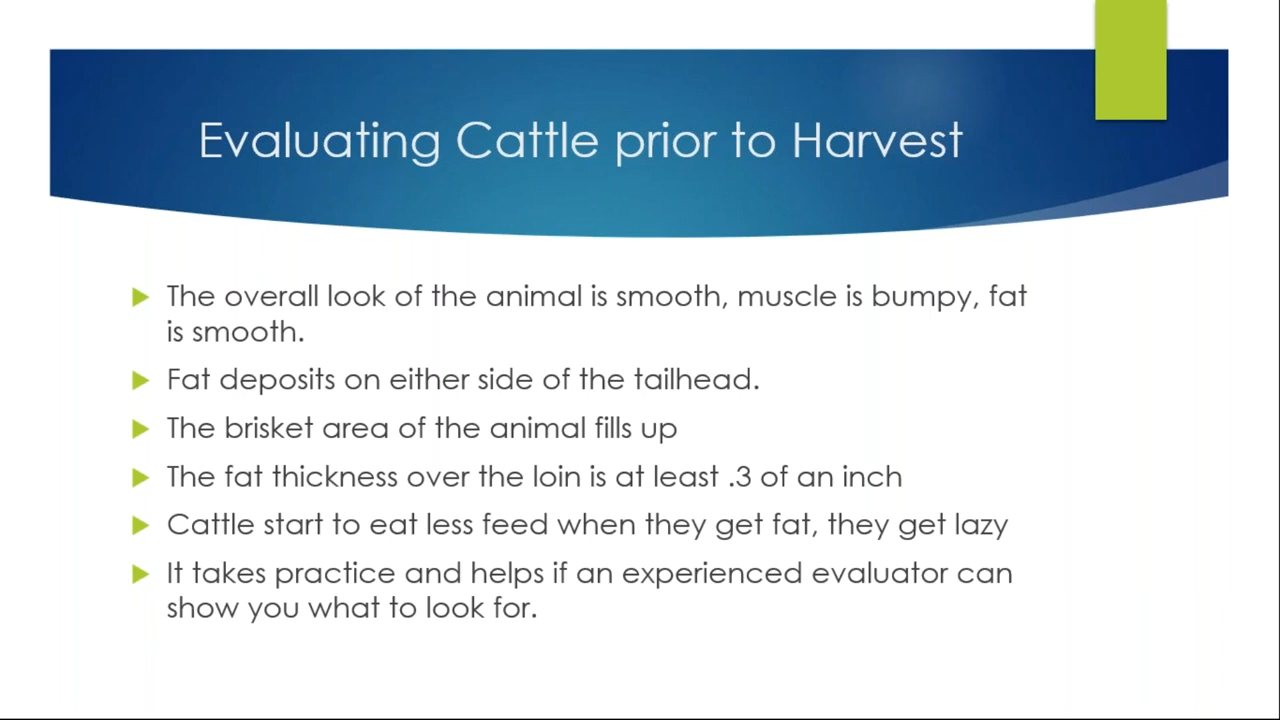 Evaluating Cattle prior to Harvest
The overall look of the animal is smooth, muscle is bumpy, fat
is smooth.
Fat deposits on either side of the tailhead.
The brisket area of the animal fills up
The fat thickness over the loin is at least .3 of an inch
Cattle start to eat less feed when they get fat, they get lazy
It takes practice and helps if an experienced evaluator can
show you what to look for.